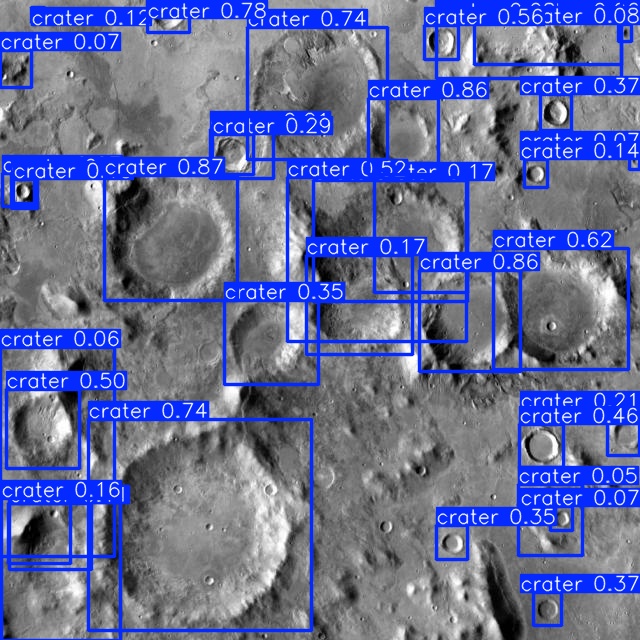 crater 0.12
crater 0.78
crater 0.74
crater 0.56
crater 0.08
crater 0.07
crater 0.86
crater 0.37
crater 0.29
crater 0.14
crater 0.87
crater 0.52
0.17
crater
crater 0.62
crater 0.17
crater 0.86
crater 0.35
crater 0.06
crater 0.50
crater 0.74
crater 0.21
crater 0.46
crater 0.05
crater 0.16
crater 0.07
crater 0.35
crater 0.37